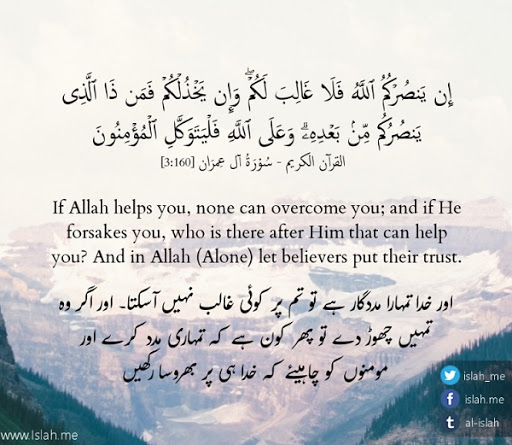 إِن يَنصُرْكُمُ ٱللَّهُ فَلَا غَالِبَ لَكُمْ ۖ وَإِن يَخْذُلْكُمْ فَمَن ذَا ٱلَّذِى
يَنصُرُكُم مِّنۢ بَعْدِهِۦ ۗ وَعَلَى ٱللَّهِ فَلْيَتَوَكَّلِ ٱلْمُؤْمِنُونَ
القرآن الكريم - سُوۡرَةُ آل عِمرَان [3:160]
If Allah helps you, none can overcome you; and if He
forsakes you, who is there after Him that can help
you? And in Allah (Alone) let believers put their trust.
اور خدا تمہارا مددگار ہے تو تم پر کوئی غالب نہیں آسکتا۔ اور اگر وہ
تمہیں چھوڑ دے تو پھر کون ہے کہ تمہاری مدد کرے اور
مومنوں کو چاہیئے کہ خدا ہی پر بھروسا رکھیں
islah_me
islah.me
al-islah
www.Islah.me